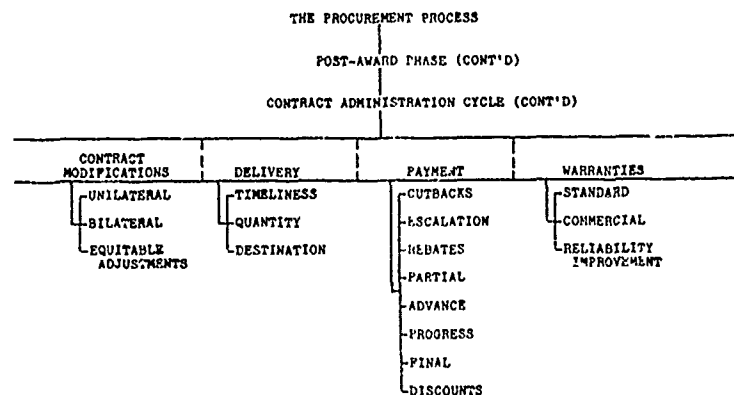 THE PROCUREMENT PROCESS
POST-AWARD PHASE (CONT'D)
CONTRACT ADMINISTRATION CYCLE (CONT'D)
CONTRACT
MODIFICATIONS
UNILATERAL
BILATERAL
EQUITABLE
ADJUSTMENTS
DELIVERY
TIMELINESS
QUANTITY
DESTINATION
PAYMENT
CUTBACKS
ESCALATION
REBATES
PARTIAL
ADVANCE
PROGRESS
FINAL
DISCOUNTS
WARRANTIES
STANDARD
COMMERCIAL
RELIABILITY
IMPROVEMENT